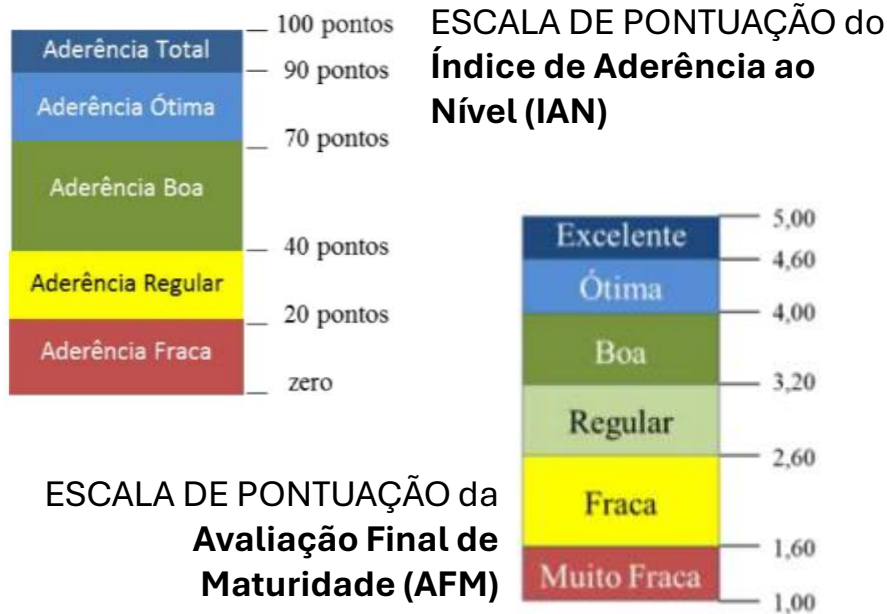 ESCALA DE PONTUAÇÃO do
Índice de Aderência ao
Nível (IAN)
100 pontos
Aderência Total
90 pontos
Aderência Ótima
70 pontos
Aderência Boa
40 pontos
Aderência Regular
20 pontos
Aderência Fraca
zero
ESCALA DE PONTUAÇÃO da
Avaliação Final de
Maturidade (AFM)
5,00
Excelente
4,60
Ótima
4,00
Boa
3,20
Regular
2,60
Fraca
1,60
Muito Fraca
1,00